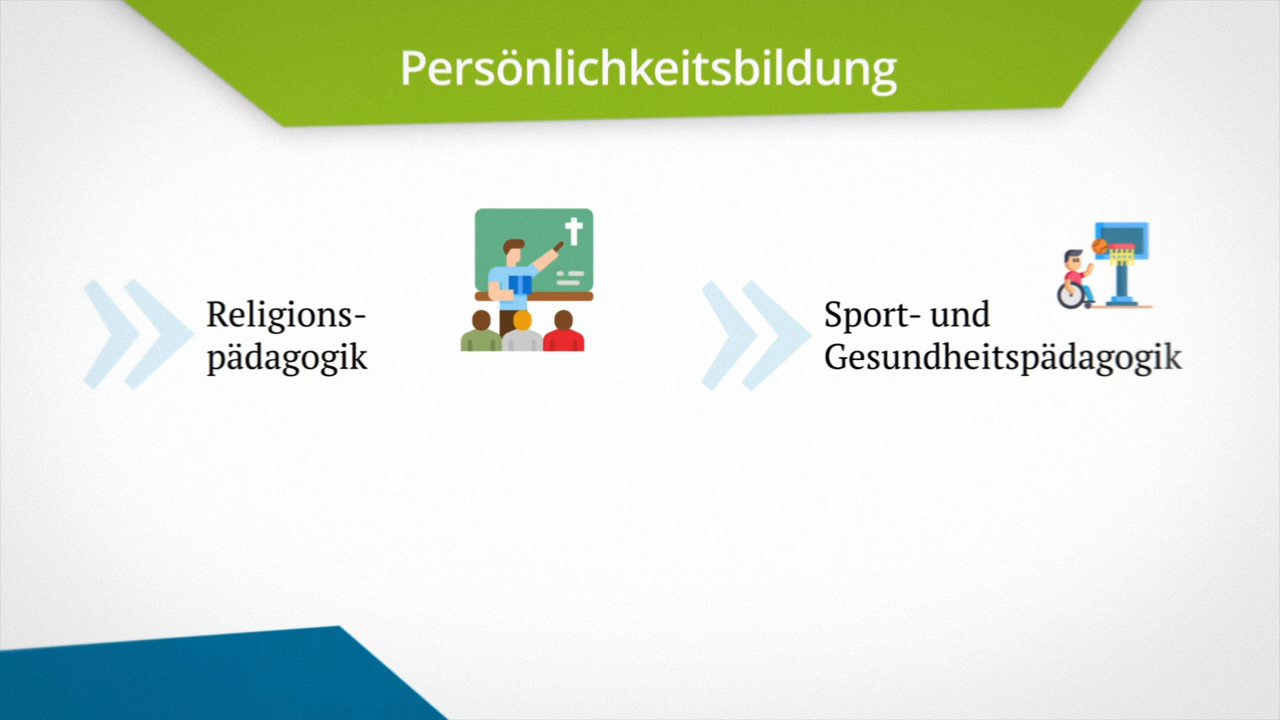 Persönlichkeitsbildung
Religions-
pädagogik
Sport- und
Gesundheitspädagogik